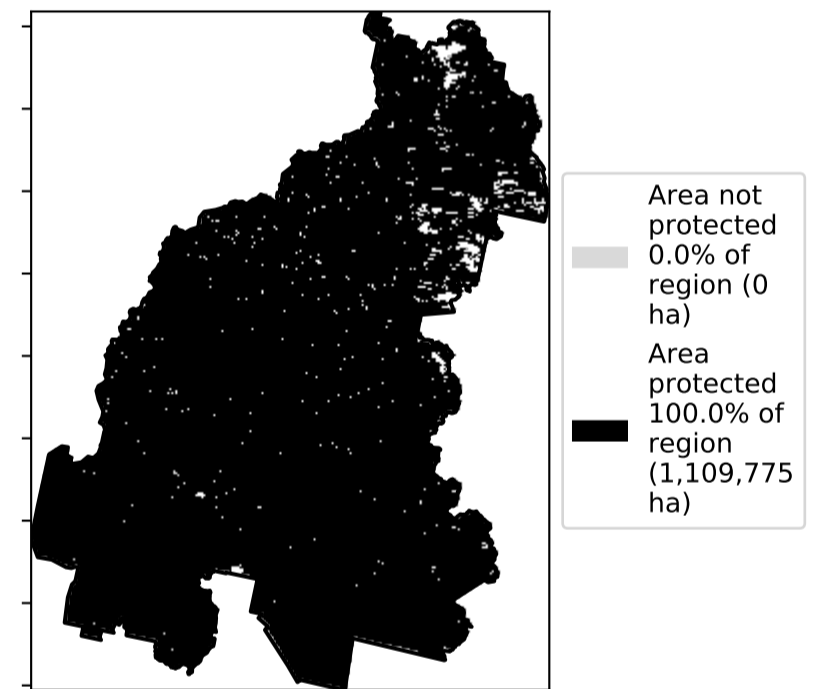 Area not
protected
0.0% of
region (0
ha)
Area
protected
100.0% of
region
(1,109,775
ha)